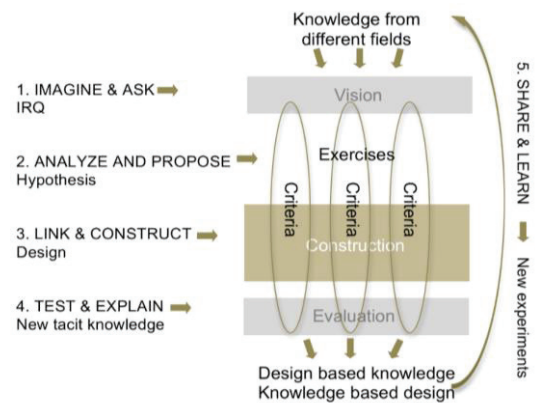 Knowledge from
different fields
1. IMAGINE & ASK
IRQ
Vision
2. ANALYZE AND PROPOSE
Hypothesis
Exercises
Criteria
Criteria
Criteria
3. LINK & CONSTRUCT
Design
Construction
4. TEST & EXPLAIN
New tacit knowledge
Evaluation
Design based knowledge
Knowledge based design
5. SHARE & LEARN
New experiments